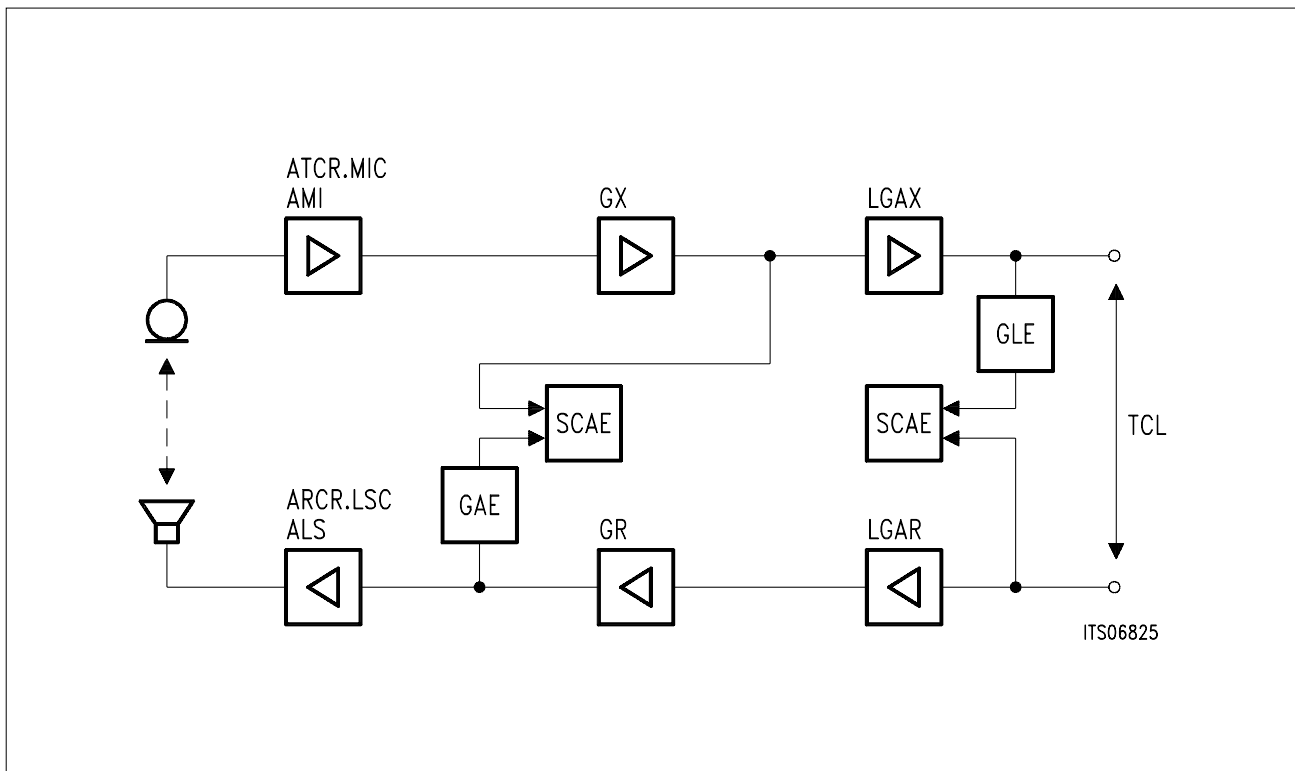 ATCR.MIC
AMI
GX
LGAX
GLE
SCAE
SCAE
TCL
GAE
ARCR.LSC
ALS
GR
LGAR
ITS06825